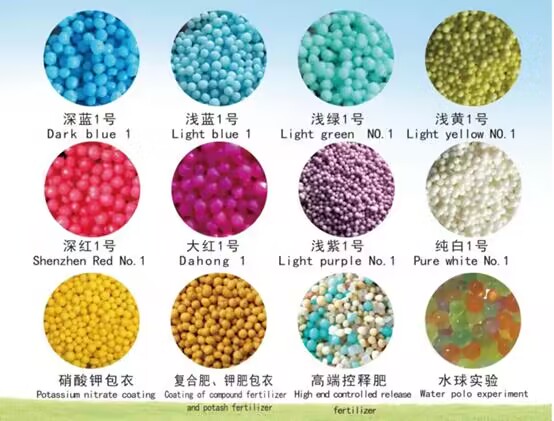 深蓝1号 浅蓝1号 浅绿1号 浅黄1号
Dark blue 1 Light blue 1 Light green NO.1 Light yellow NO.1
深红1号 大红1号 浅紫1号 纯白1号
Shenzhen Red No.1 Dahong 1 Light purple No.1 Pure white No.1
硝酸钾包衣 复合肥、钾肥包衣 高端控释肥 水球实验
Potassium nitrate coating Coating of compound fertilizer High end controlled release Water polo experiment
and potash fertilizer fertilizer